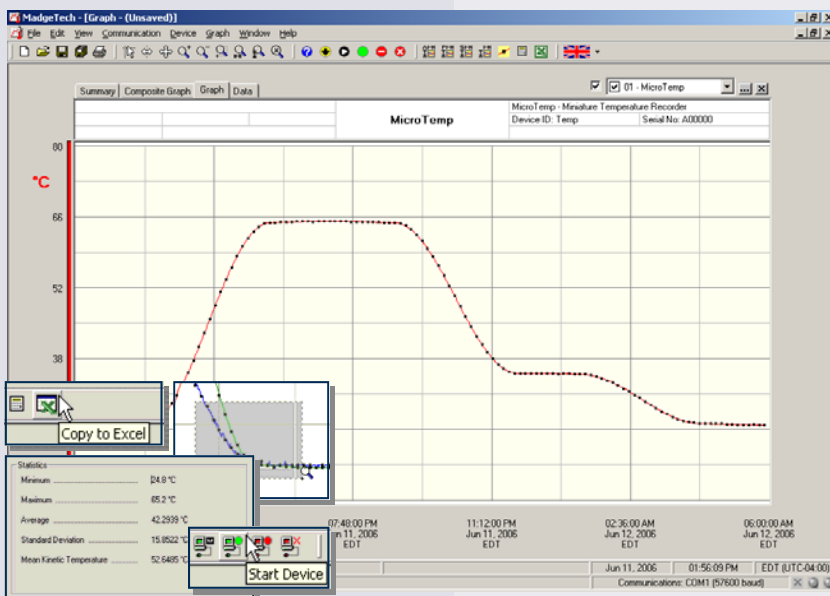 MadgeTech - [Graph - (Unsaved)]
File Edit View Communication Device Graph Window Help
Summary Composite Graph Graph Data
01 - MicroTemp
MicroTemp
MicroTemp - Miniature Temperature Recorder
Device ID: Temp Serial No: A00000
80
°C
66
52
38
Copy to Excel
Statistics
Minimum 24.8 °C
Maximum 65.2 °C
Average 42.2939 °C
Standard Deviation 15.8522 °C
Mean Kinetic Temperature 52.6485 °C
Start Device
07:48:00 PM 11:12:00 PM 02:36:00 AM 06:00:00 AM
Jun 11, 2006 Jun 11, 2006 Jun 12, 2006 Jun 12, 2006
EDT EDT EDT EDT
Jun 11, 2006 01:56:09 PM EDT (UTC-04:00)
Communications: COM1 (57600 baud)